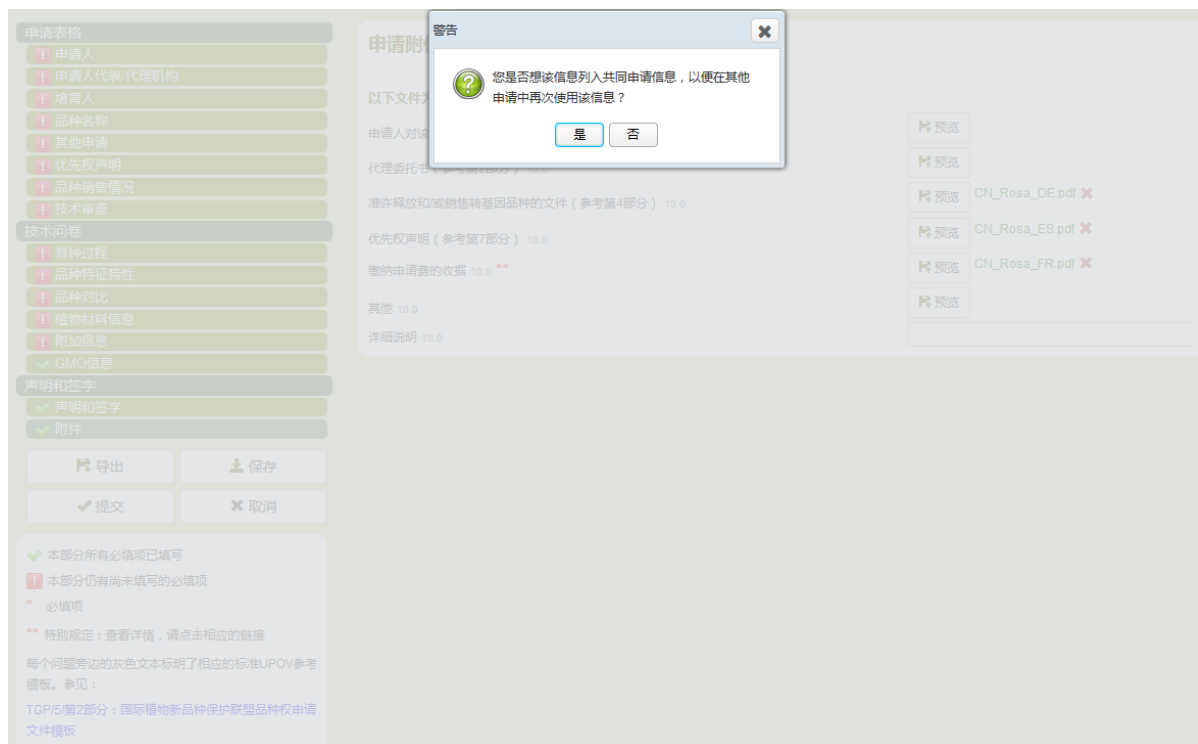 申请表格
申请人
申请人代表/代理机构
培育人
品种名称
其他申请
优先权声明
品种销售情况
技术审查
技术问卷
育种过程
品种特征特性
品种对比
植物材料信息
附加信息
GMO信息
声明和签字
声明和签字
附件
导出
保存
提交
取消
本部分所有必填项已填写
本部分仍有尚未填写的必填项
* 必填项
** 特别规定：查看详情，请点击相应的链接
每个问题旁边的灰色文本标明了相应的标准UPOV参考
模板。参见：
TGP/5/第2部分：国际植物新品种保护联盟品种权申请
文件模板
警告
您是否想该信息列入共同申请信息，以便在其他
申请中再次使用该信息？
是
否
申请附
以下文件
申请人对该
预览
代理委托书（参考第2部分） 10.0
预览
准许释放和/或销售转基因品种的文件（参考第4部分） 10.0
预览 CN_Rosa_DE.pdf
优先权声明（参考第7部分） 10.0
预览 CN_Rosa_ES.pdf
缴纳申请费的收据 10.0 **
预览 CN_Rosa_FR.pdf
其他 10.0
预览
详细说明 10.0